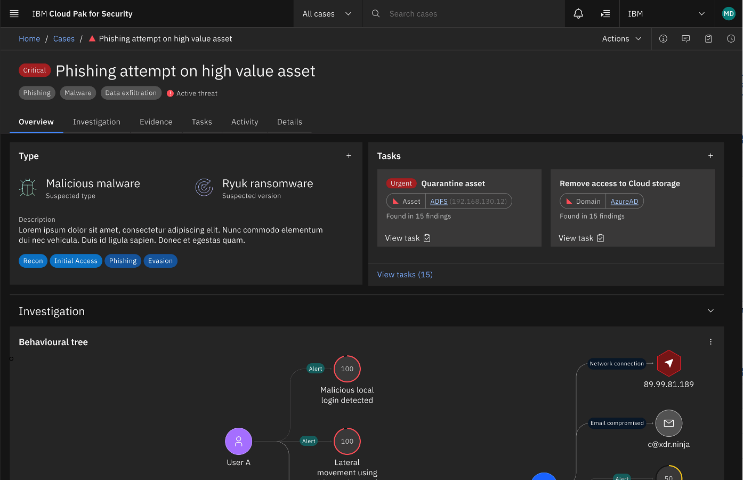 IBM Cloud Pak for Security
All cases
Search cases
IBM
MD
Home / Cases / Phishing attempt on high value asset
Actions
Critical Phishing attempt on high value asset
Phishing Malware Data exfiltration Active threat
Overview Investigation Evidence Tasks Activity Details
Type +
Malicious malware
Suspected type
Ryuk ransomware
Suspected version
Description
Lorem ipsum dolor sit amet, consectetur adipiscing elit. Nunc commodo elementum
dui nec vehicula. Duis id ligula sapien. Donec et egestas quam.
Recon Initial Access Phishing Evasion
Tasks +
Urgent Quarantine asset
Asset ADFS (192.168.130.12)
Found in 15 findings
View task
Remove access to Cloud storage
Domain AzureAD
Found in 15 findings
View task
View tasks (15)
Investigation
Behavioural tree
Alert 100
Malicious local
login detected
User A
Alert 100
Lateral
movement using
Network connection
89.99.81.189
Email compromised
c@xdr.ninja
Alert 50